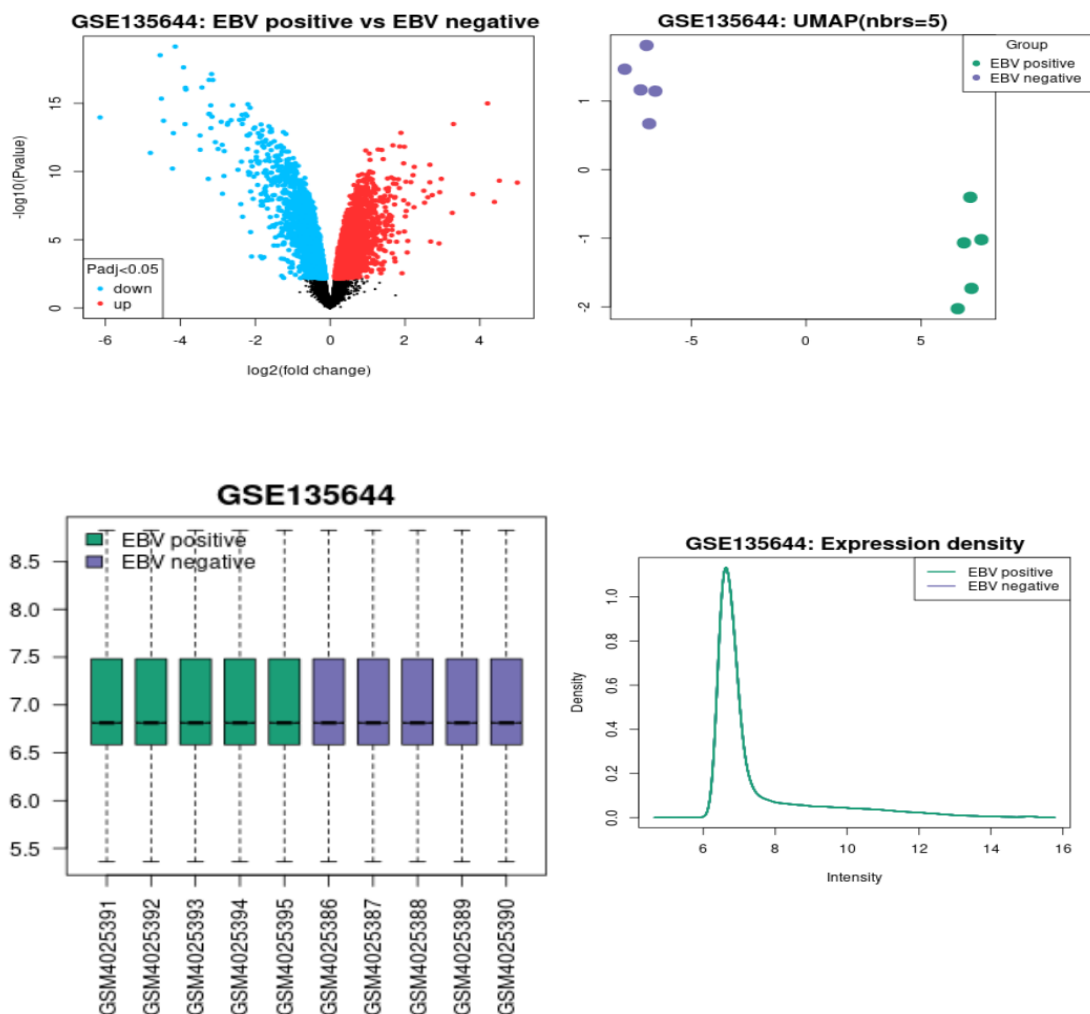 GSE135644: EBV positive vs EBV negative
-log10(Pvalue)
15
10
5
0
Padj<0.05
down
up
-6
-4
-2
0
2
4
log2(fold change)
GSE135644: UMAP(nbrs=5)
Group
EBV positive
EBV negative
1
0
-1
-2
-5
0
5
GSE135644
EBV positive
EBV negative
8.5
8.0
7.5
7.0
6.5
6.0
5.5
GSM4025391
GSM4025392
GSM4025393
GSM4025394
GSM4025395
GSM4025386
GSM4025387
GSM4025388
GSM4025389
GSM4025390
GSE135644: Expression density
EBV positive
EBV negative
Density
1.0
0.8
0.6
0.4
0.2
0.0
6
8
10
12
14
16
Intensity